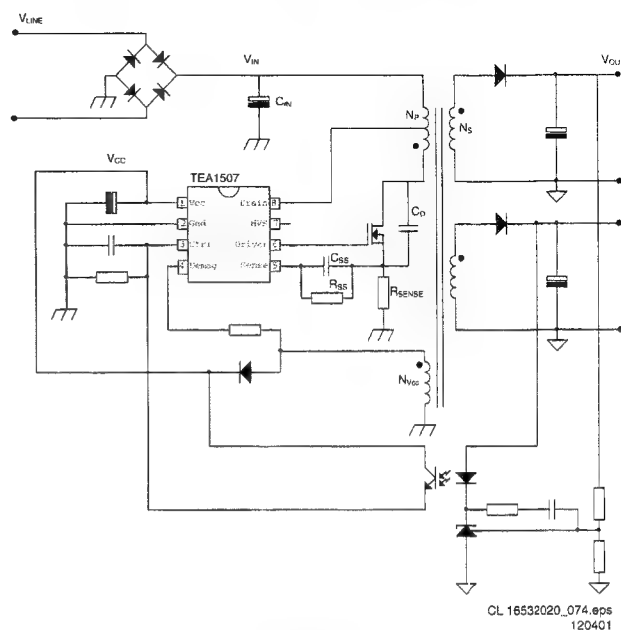 VLINE
VOU
VIN
CIN
NP
NS
VCC
TEA1507
1 Vcc Drain 8
2 Gnd HVS 7
3 Ctrl Driver 6
4 Demag Sense 5
CD
CSS
RSS
RSENSE
NVcc
CL 16532020_074.eps
120401